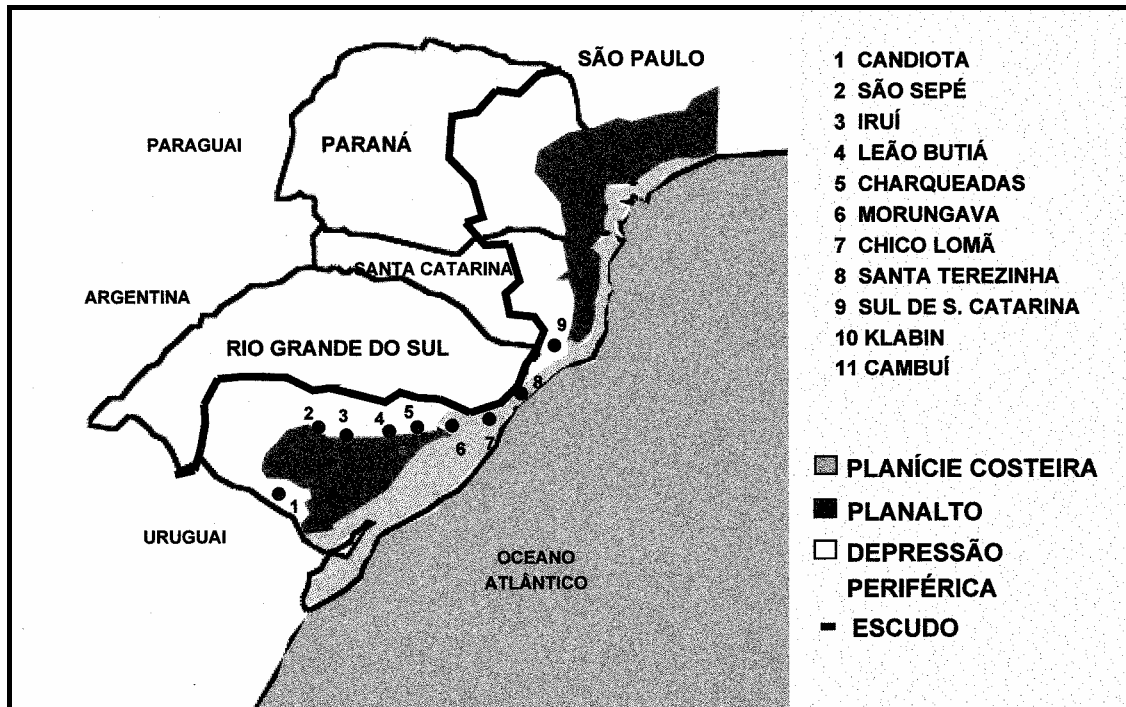 SÃO PAULO
PARAGUAI
PARANÁ
SANTA CATARINA
ARGENTINA
RIO GRANDE DO SUL
9
8
2
3
4
5
6
7
1
URUGUAI
OCEANO
ATLÂNTICO
1 CANDIOTA
2 SÃO SEPÉ
3 IRUÍ
4 LEÃO BUTIÁ
5 CHARQUEADAS
6 MORUNGAVA
7 CHICO LOMÃ
8 SANTA TEREZINHA
9 SUL DE S. CATARINA
10 KLABIN
11 CAMBUÍ
PLANÍCIE COSTEIRA
PLANALTO
DEPRESSÃO
PERIFÉRICA
ESCUDO